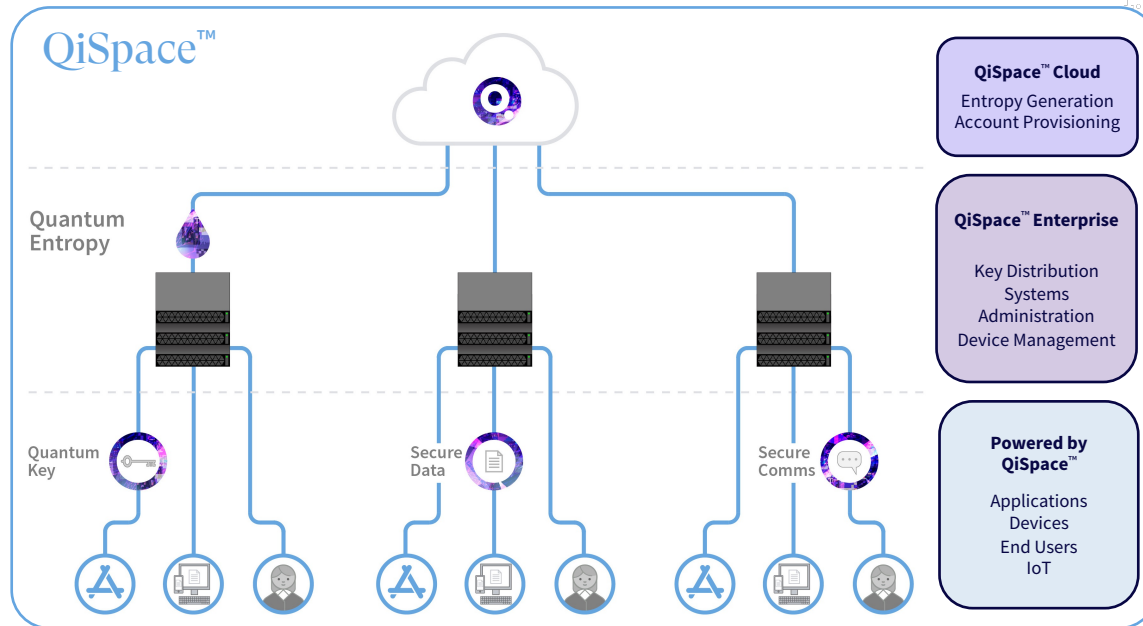 QiSpace™
QiSpace™ Cloud
Entropy Generation
Account Provisioning
Quantum
Entropy
QiSpace™ Enterprise
Key Distribution
Systems
Administration
Device Management
Quantum
Key
Secure
Data
Secure
Comms
Powered by
QiSpace™
Applications
Devices
End Users
IoT